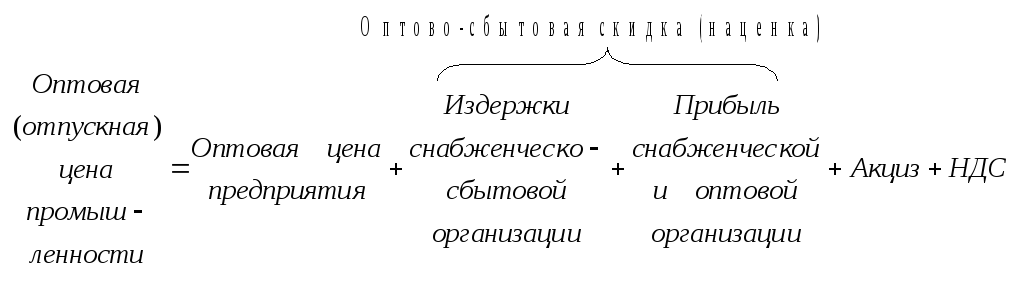 Оптово-сбытовая скидка (наценка)
Оптовая
(отпускная)
цена
промыш -
ленности
=
Оптовая цена
предприятия
+
Издержки
снабженческо -
сбытовой
организации
+
Прибыль
снабженческой
и оптовой
организации
+ Акциз + НДС